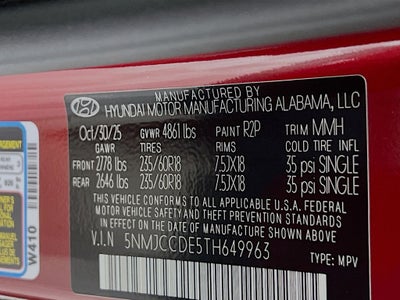 MANUFACTURED BY
HYUNDAI MOTOR MANUFACTURING ALABAMA, LLC
Oct/30/25 GVWR 4861 lbs PAINT R2P TRIM MMH
GAWR TIRES RIMS COLD TIRE INFL
FRONT 2778 lbs 235/60R18 7.5JX18 35 psi SINGLE
REAR 2646 lbs 235/60R18 7.5JX18 35 psi SINGLE
THIS VEHICLE CONFORMS TO ALL APPLICABLE U.S.A. FEDERAL
MOTOR VEHICLE SAFETY AND THEFT PREVENTION STANDARDS
IN EFFECT ON THE DATE OF MANUFACTURE SHOWN ABOVE.
V.I.N 5NMJCCDE5TH649963
TYPE: MPV
W410